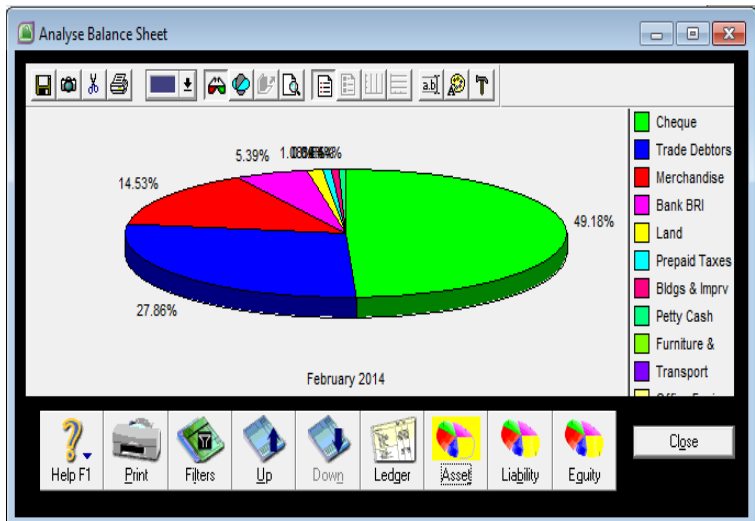 Analyse Balance Sheet
a.b
49.18%
27.86%
14.53%
5.39%
February 2014
Cheque
Trade Debtors
Merchandise
Bank BRI
Land
Prepaid Taxes
Bldgs & Imprv
Petty Cash
Furniture &
Transport
Help F1
Print
Filters
Up
Down
Ledger
Asset
Liability
Equity
Close